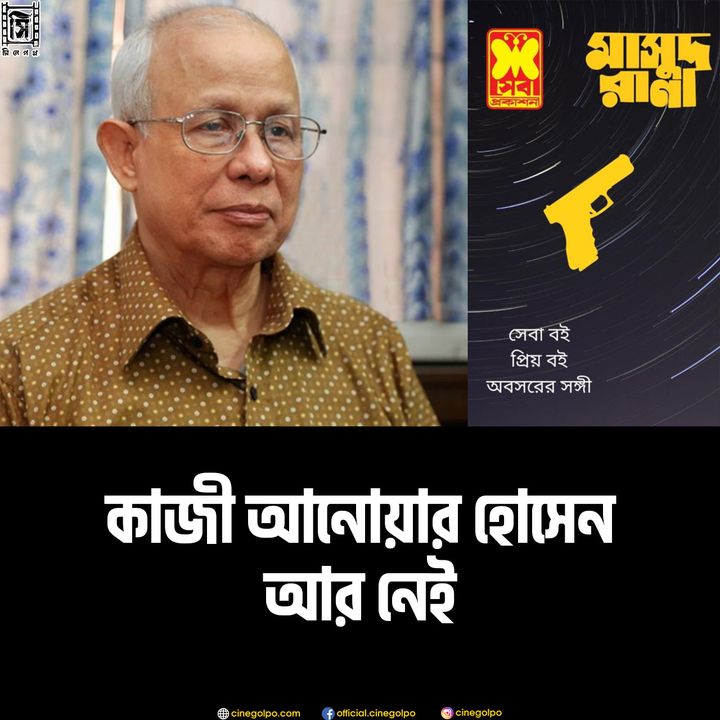 সিনেগল্প
সেবা
প্রকাশনী
মাসুদ
রানা
সেবা বই
প্রিয় বই
অবসরের সঙ্গী
কাজী আনোয়ার হোসেন
আর নেই
cinegolpo.com official.cinegolpo cinegolpo